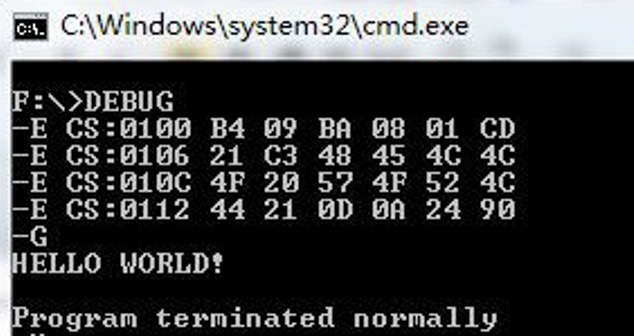 C:\Windows\system32\cmd.exe
F:\>DEBUG
-E CS:0100 B4 09 BA 08 01 CD
-E CS:0106 21 C3 48 45 4C 4C
-E CS:010C 4F 20 57 4F 52 4C
-E CS:0112 44 21 0D 0A 24 90
-G
HELLO WORLD!
Program terminated normally